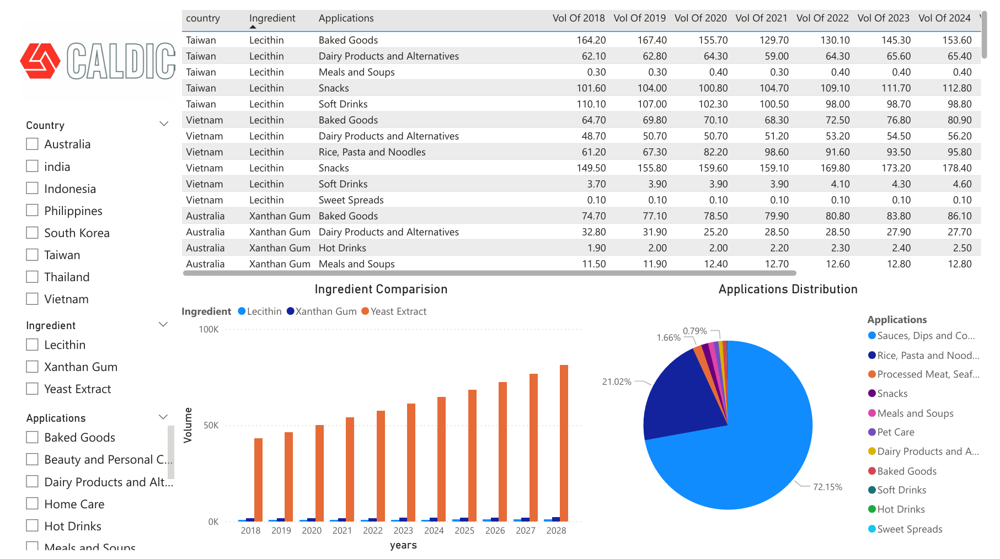 CALDIC
country Ingredient Applications Vol Of 2018 Vol Of 2019 Vol Of 2020 Vol Of 2021 Vol Of 2022 Vol Of 2023 Vol Of 2024
Taiwan Lecithin Baked Goods 164.20 167.40 155.70 129.70 130.10 145.30 153.60
Taiwan Lecithin Dairy Products and Alternatives 62.10 62.80 64.30 59.00 64.30 65.60 65.40
Taiwan Lecithin Meals and Soups 0.30 0.30 0.40 0.30 0.40 0.40 0.40
Taiwan Lecithin Snacks 101.60 104.00 100.80 104.70 109.10 111.70 112.80
Taiwan Lecithin Soft Drinks 110.10 107.00 102.30 100.50 98.00 98.70 98.80
Vietnam Lecithin Baked Goods 64.70 69.80 70.10 68.30 72.50 76.80 80.90
Vietnam Lecithin Dairy Products and Alternatives 48.70 50.70 50.70 51.20 53.20 54.50 56.20
Vietnam Lecithin Rice, Pasta and Noodles 61.20 67.30 82.20 98.60 91.60 93.50 95.80
Vietnam Lecithin Snacks 149.50 155.80 159.60 159.10 169.80 173.20 178.40
Vietnam Lecithin Soft Drinks 3.70 3.90 3.90 3.90 4.10 4.30 4.60
Vietnam Lecithin Sweet Spreads 0.10 0.10 0.10 0.10 0.10 0.10 0.10
Australia Xanthan Gum Baked Goods 74.70 77.10 78.50 79.90 80.80 83.80 86.10
Australia Xanthan Gum Dairy Products and Alternatives 32.80 31.90 25.20 28.50 28.50 27.90 27.70
Australia Xanthan Gum Hot Drinks 1.90 2.00 2.00 2.20 2.30 2.40 2.50
Australia Xanthan Gum Meals and Soups 11.50 11.90 12.40 12.70 12.60 12.80 12.80
Country
Australia
india
Indonesia
Philippines
South Korea
Taiwan
Thailand
Vietnam
Ingredient
Lecithin
Xanthan Gum
Yeast Extract
Applications
Baked Goods
Beauty and Personal C...
Dairy Products and Alt...
Home Care
Hot Drinks
Meals and Soups
Ingredient Comparision
Ingredient Lecithin Xanthan Gum Yeast Extract
100K
50K
0K
Volume
2018 2019 2020 2021 2022 2023 2024 2025 2026 2027 2028
years
Applications Distribution
0.79%
1.66%
21.02%
72.15%
Applications
Sauces, Dips and Co...
Rice, Pasta and Nood...
Processed Meat, Seaf...
Snacks
Meals and Soups
Pet Care
Dairy Products and A...
Baked Goods
Soft Drinks
Hot Drinks
Sweet Spreads